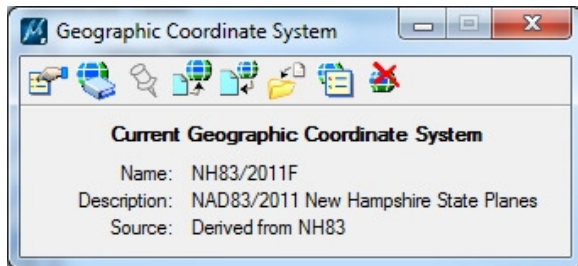 Geographic Coordinate System
Current Geographic Coordinate System
Name: NH83/2011F
Description: NAD83/2011 New Hampshire State Planes
Source: Derived from NH83